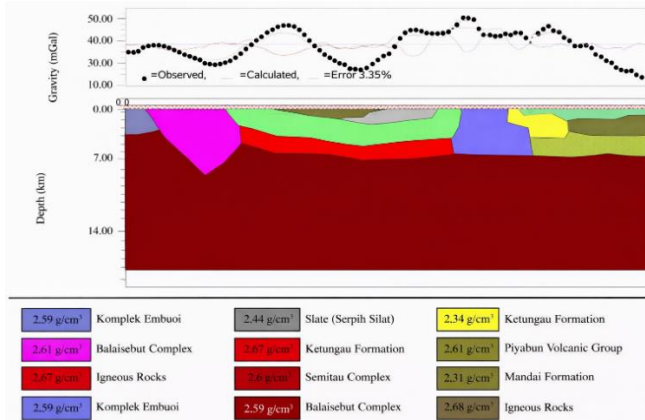 50.00
40.00
30.00
10.00
Gravity (mGal)
=Observed, =Calculated, =Error 3.35%
0.0
0.00
7.00
14.00
Depth (km)
2.59 g/cm³ Komplek Embuoi
2.44 g/cm³ Slate (Serpih Silat)
2.34 g/cm³ Ketungau Formation
2.61 g/cm³ Balaisebut Complex
2.67 g/cm³ Ketungau Formation
2.61 g/cm³ Piyabun Volcanic Group
2.67 g/cm³ Igneous Rocks
2.6 g/cm³ Semitau Complex
2.31 g/cm³ Mandai Formation
2.59 g/cm³ Komplek Embuoi
2.59 g/cm³ Balaisebut Complex
2.68 g/cm³ Igneous Rocks